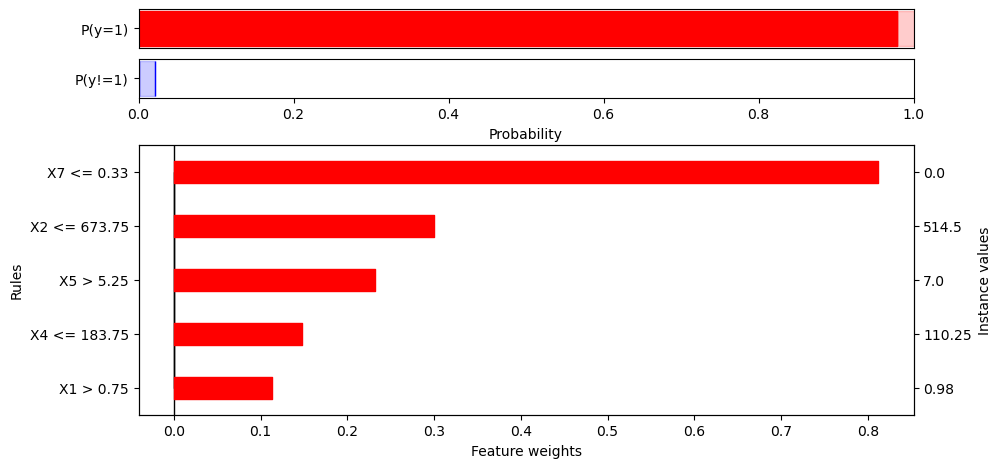 P(y=1)
P(y!=1)
0.0 0.2 0.4 0.6 0.8 1.0
Probability
X7 <= 0.33 0.0
X2 <= 673.75 514.5
X5 > 5.25 7.0
X4 <= 183.75 110.25
X1 > 0.75 0.98
Rules
Instance values
0.0 0.1 0.2 0.3 0.4 0.5 0.6 0.7 0.8
Feature weights